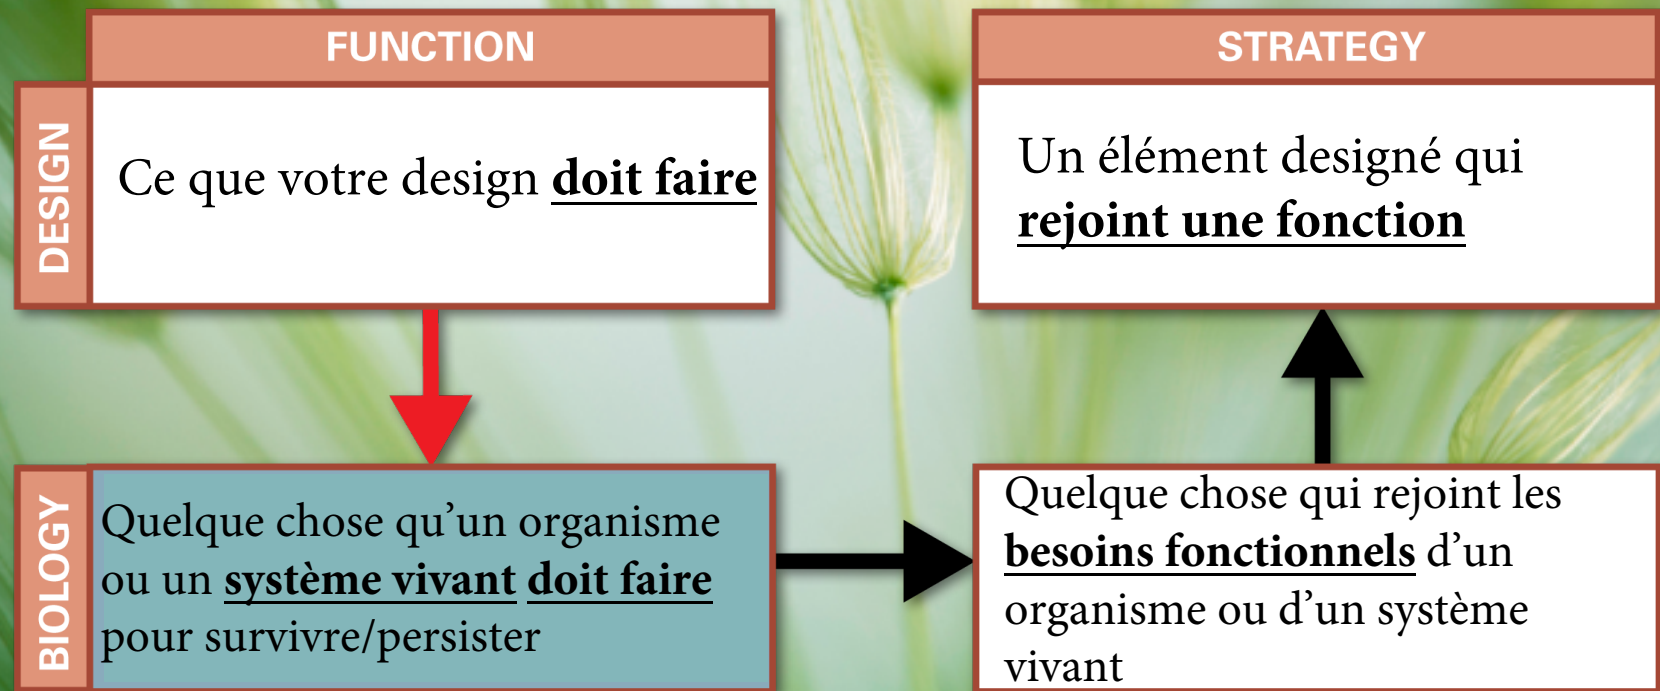 FUNCTION
STRATEGY
DESIGN
Ce que votre design doit faire
Un élément designé qui
rejoint une fonction
BIOLOGY
Quelque chose qu’un organisme
ou un système vivant doit faire
pour survivre/persister
Quelque chose qui rejoint les
besoins fonctionnels d’un
organisme ou d’un système
vivant